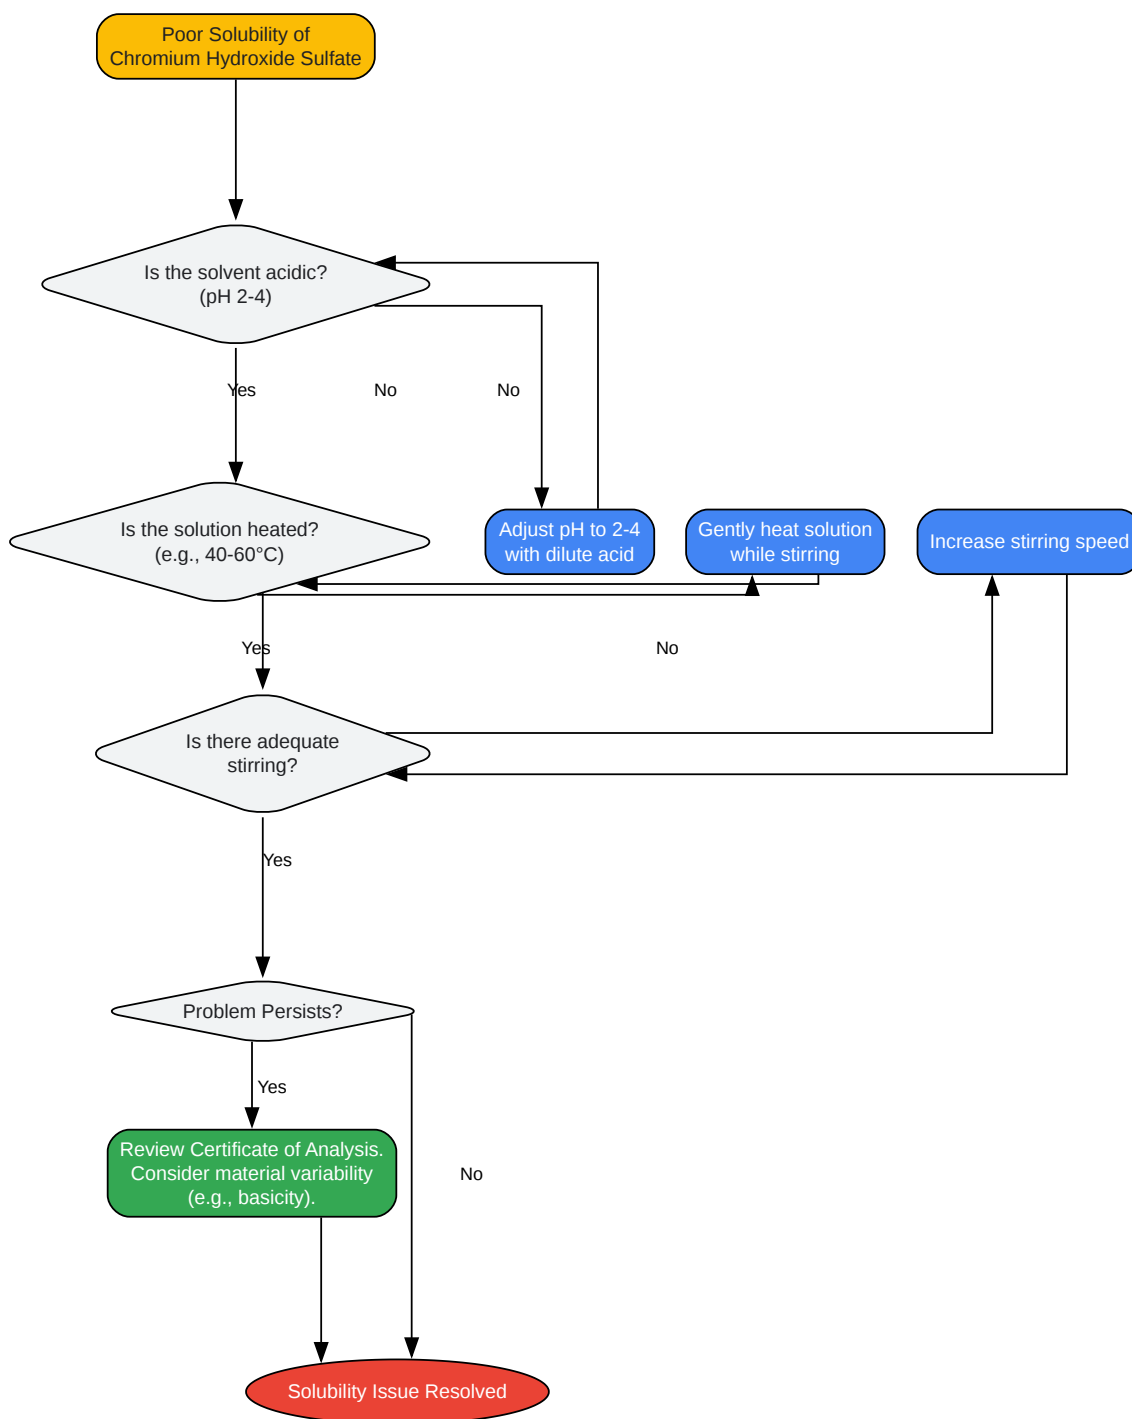 Poor Solubility of
Chromium Hydroxide Sulfate
Is the solvent acidic?
(pH 2-4)
Yes
No
No
Is the solution heated?
(e.g., 40-60°C)
Adjust pH to 2-4
with dilute acid
Gently heat solution
while stirring
Increase stirring speed
Yes
No
Is there adequate
stirring?
Yes
Problem Persists?
Yes
Review Certificate of Analysis.
Consider material variability
(e.g., basicity).
No
Solubility Issue Resolved